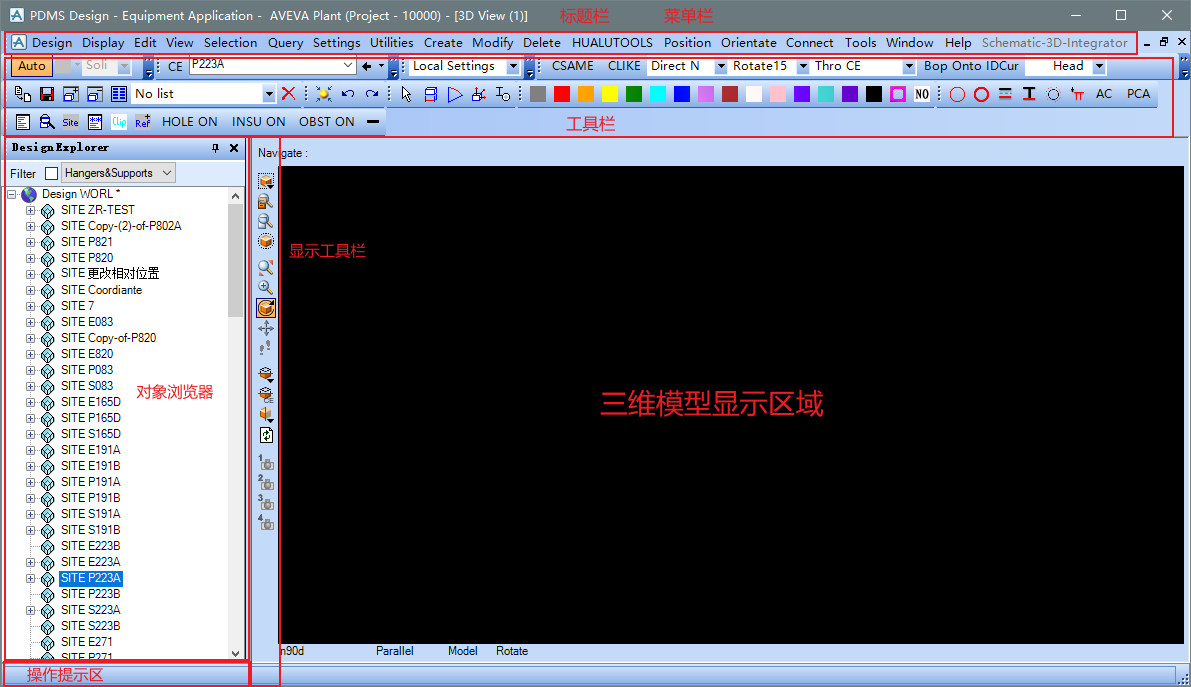 PDMS Design - Equipment Application - AVEVA Plant (Project - 10000) - [3D View (1)]
标题栏 菜单栏
Design Display Edit View Selection Query Settings Utilities Create Modify Delete HUALUTOOLS Position Orientate Connect Tools Window Help Schematic-3D-Integrator
Auto Soli CE P223A Local Settings CSAME CLIKE Direct N Rotate15 Thro CE Bop Onto IDCur Head
No list NO AC PCA
Site Clip Ref HOLE ON INSU ON OBST ON
工具栏
Design Explorer
Navigate :
Filter Hangers&Supports
Design WORL *
SITE ZR-TEST
SITE Copy-(2)-of-P802A
SITE P821
显示工具栏
SITE P820
SITE 更改相对位置
SITE Coordiante
SITE 7
SITE E083
SITE Copy-of-P820
SITE E820
SITE P083
SITE S083
对象浏览器
三维模型显示区域
SITE E165D
SITE P165D
SITE S165D
SITE E191A
SITE E191B
SITE P191A
SITE P191B
SITE S191A
SITE S191B
SITE E223B
SITE E223A
SITE P223A
SITE P223B
SITE S223A
SITE S223B
SITE E271
SITE P271
CE
1
2
3
4
n90d Parallel Model Rotate
操作提示区